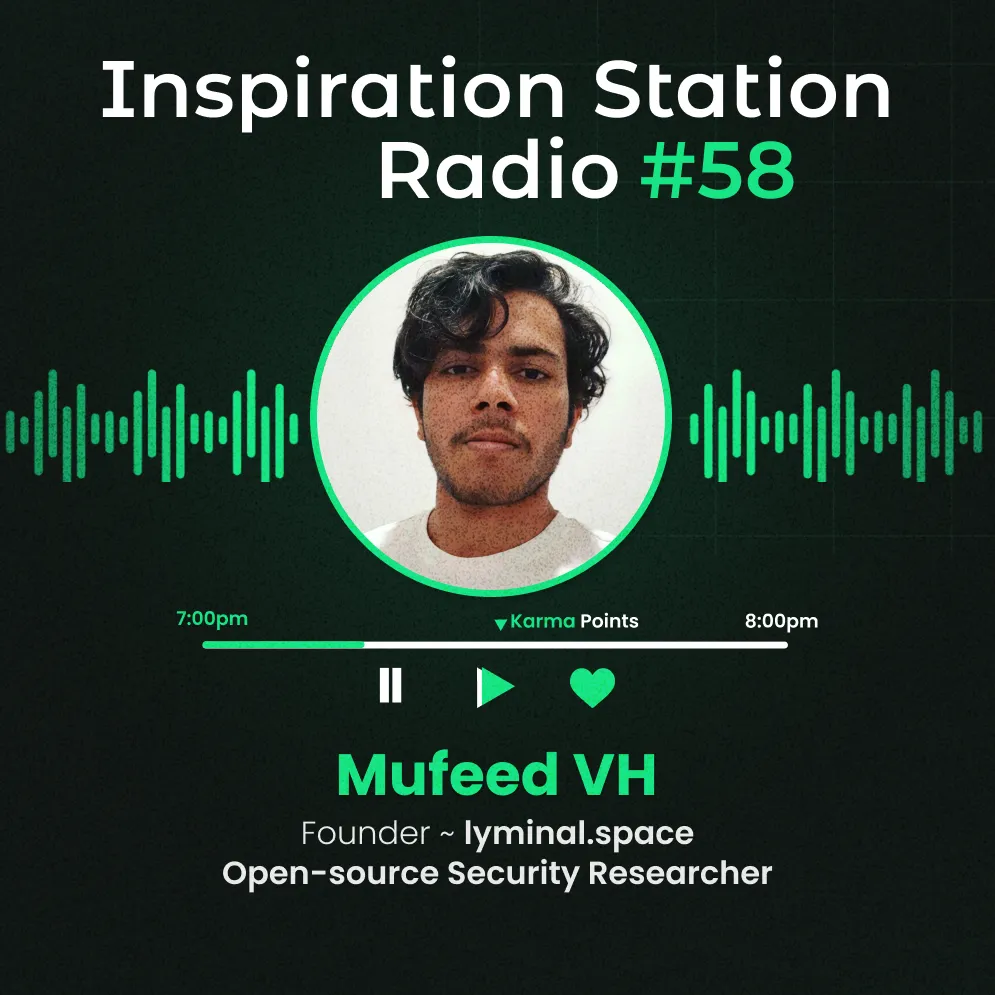 Inspiration Station
Radio #58
7:00pm
Karma Points
8:00pm
Mufeed VH
Founder ~ lyminal.space
Open-source Security Researcher